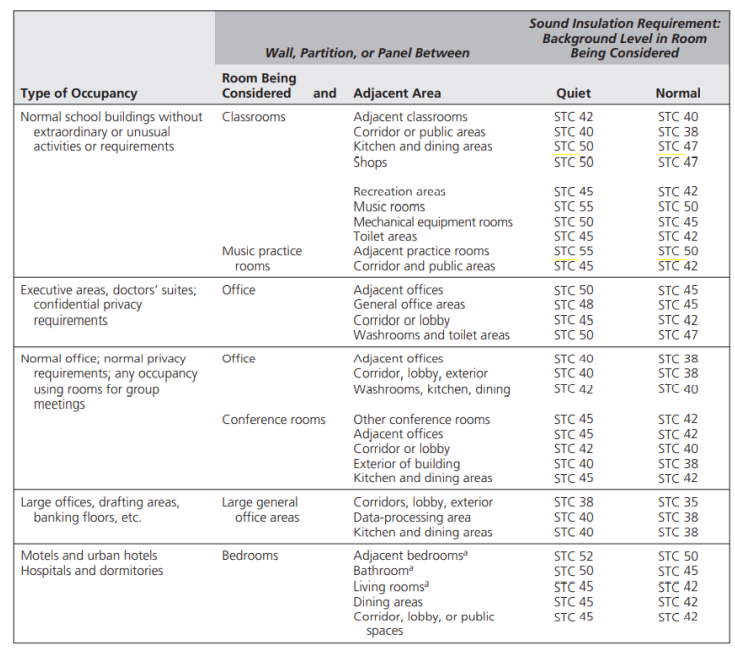 Sound Insulation Requirement:
Background Level in Room
Wall, Partition, or Panel Between Being Considered
Room Being
Type of Occupancy Considered and Adjacent Area Quiet Normal
Normal school buildings without Classrooms Adjacent classrooms STC 42 STC 40
extraordinary or unusual Corridor or public areas STC 40 STC 38
activities or requirements Kitchen and dining areas STC 50 STC 47
Shops STC 50 STC 47
Recreation areas STC 45 STC 42
Music rooms STC 55 STC 50
Mechanical equipment rooms STC 50 STC 45
Toilet areas STC 45 STC 42
Music practice Adjacent practice rooms STC 55 STC 50
rooms Corridor and public areas STC 45 STC 42
Executive areas, doctors' suites; Office Adjacent offices STC 50 STC 45
confidential privacy General office areas STC 48 STC 45
requirements Corridor or lobby STC 45 STC 42
Washrooms and toilet areas STC 50 STC 47
Normal office; normal privacy Office Adjacent offices STC 40 STC 38
requirements; any occupancy Corridor, lobby, exterior STC 40 STC 38
using rooms for group Washrooms, kitchen, dining STC 42 STC 40
meetings
Conference rooms Other conference rooms STC 45 STC 42
Adjacent offices STC 45 STC 42
Corridor or lobby STC 42 STC 40
Exterior of building STC 40 STC 38
Kitchen and dining areas STC 45 STC 42
Large offices, drafting areas, Large general Corridors, lobby, exterior STC 38 STC 35
banking floors, etc. office areas Data-processing area STC 40 STC 38
Kitchen and dining areas STC 40 STC 38
Motels and urban hotels Bedrooms Adjacent bedroomsᵃ STC 52 STC 50
Hospitals and dormitories Bathroomᵃ STC 50 STC 45
Living roomsᵃ STC 45 STC 42
Dining areas STC 45 STC 42
Corridor, lobby, or public STC 45 STC 42
spaces